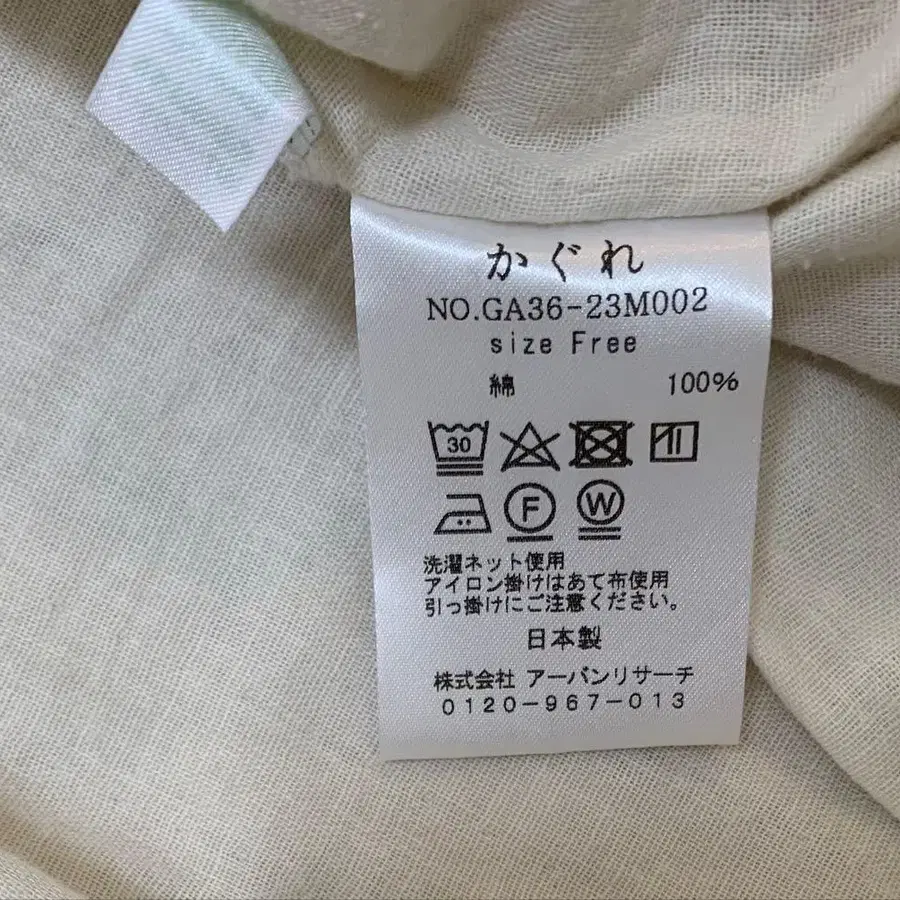 かぐれ
NO.GA36-23M002
size Free
綿 100%
30
F W
洗濯ネット使用
アイロン掛けはあて布使用
引っ掛けにご注意ください。
日本製
株式会社 アーバンリサーチ
0120-967-013